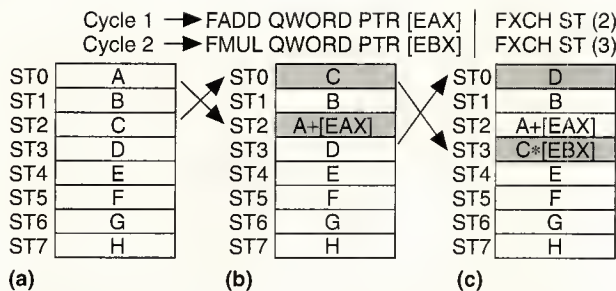 Cycle 1 → FADD QWORD PTR [EAX] | FXCH ST (2)
Cycle 2 → FMUL QWORD PTR [EBX] | FXCH ST (3)
ST0 A ST0 C ST0 D
ST1 B ST1 B ST1 B
ST2 C ST2 A+[EAX] ST2 A+[EAX]
ST3 D ST3 D ST3 C*[EBX]
ST4 E ST4 E ST4 E
ST5 F ST5 F ST5 F
ST6 G ST6 G ST6 G
ST7 H ST7 H ST7 H
(a) (b) (c)